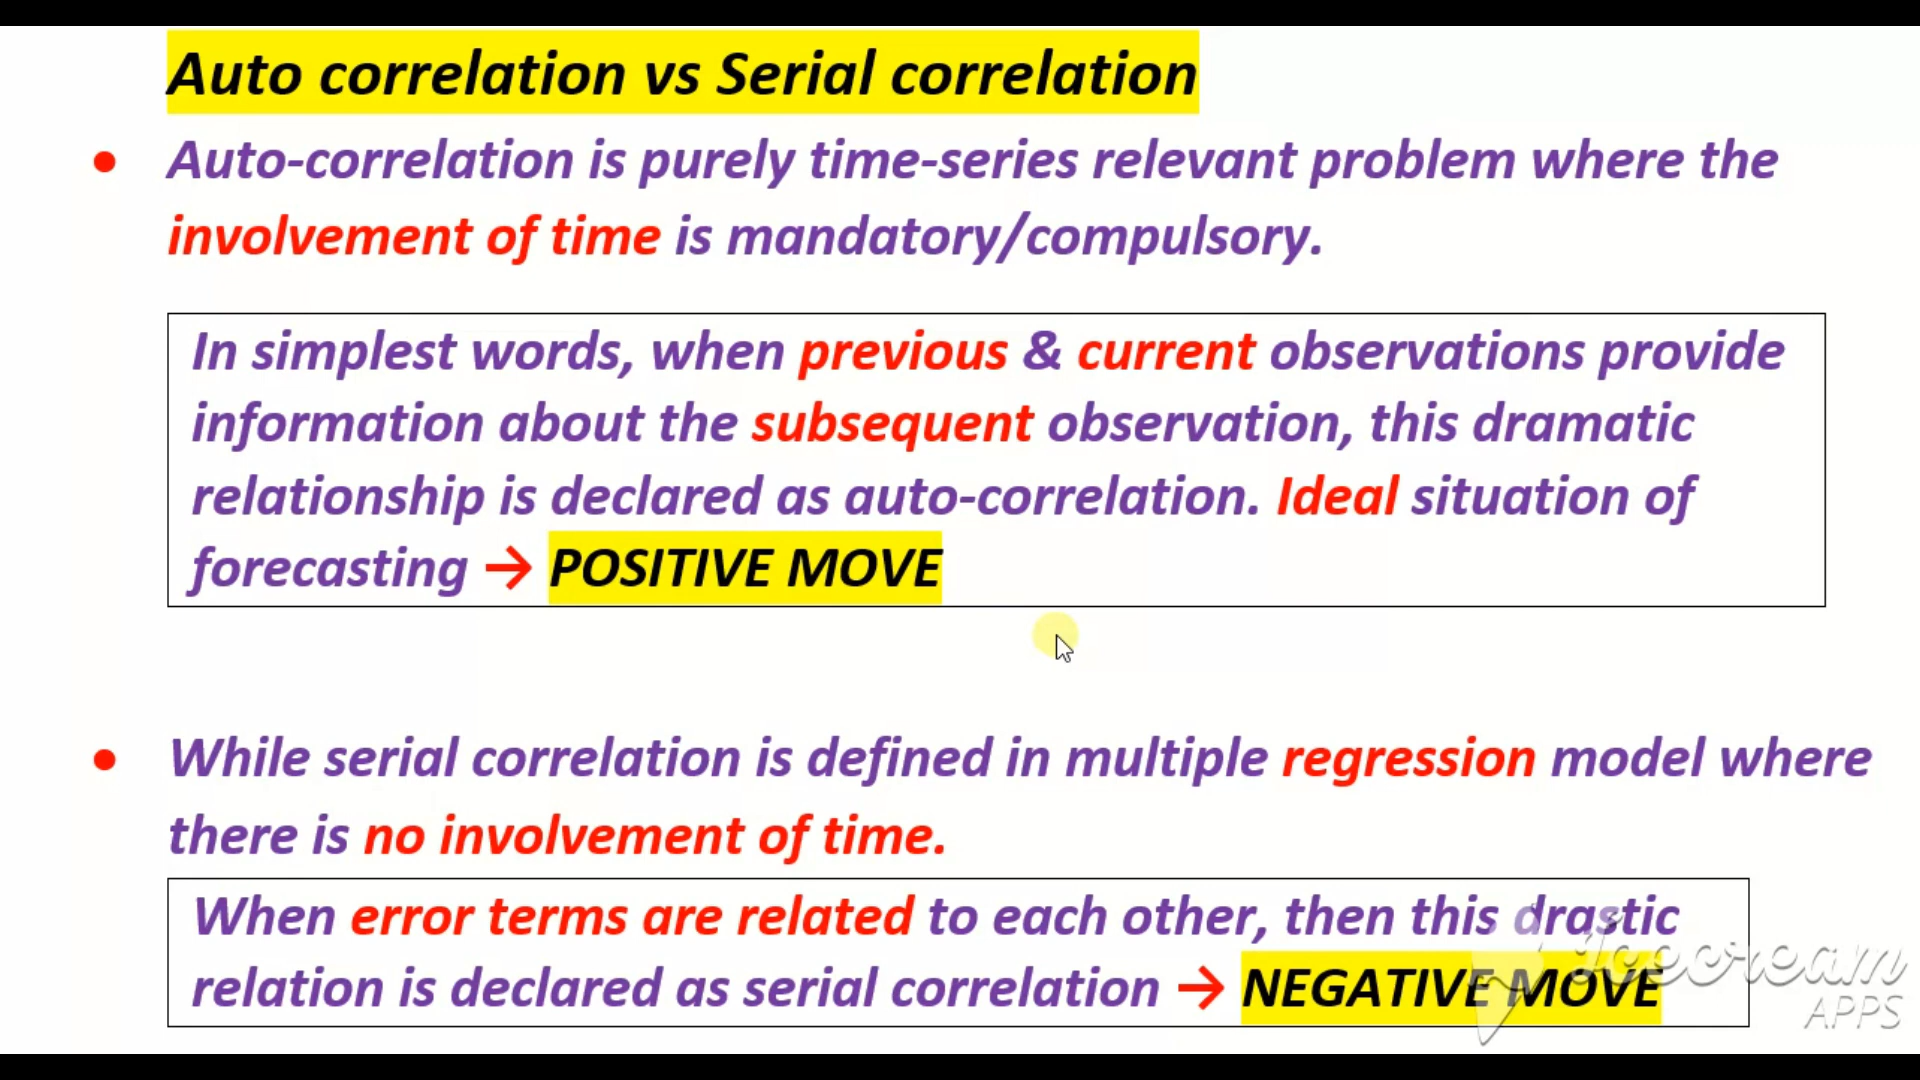 Auto correlation vs Serial correlation
• Auto-correlation is purely time-series relevant problem where the
involvement of time is mandatory/compulsory.
In simplest words, when previous & current observations provide
information about the subsequent observation, this dramatic
relationship is declared as auto-correlation. Ideal situation of
forecasting → POSITIVE MOVE
• While serial correlation is defined in multiple regression model where
there is no involvement of time.
When error terms are related to each other, then this drastic
relation is declared as serial correlation → NEGATIVE MOVE
Icecream
APPS